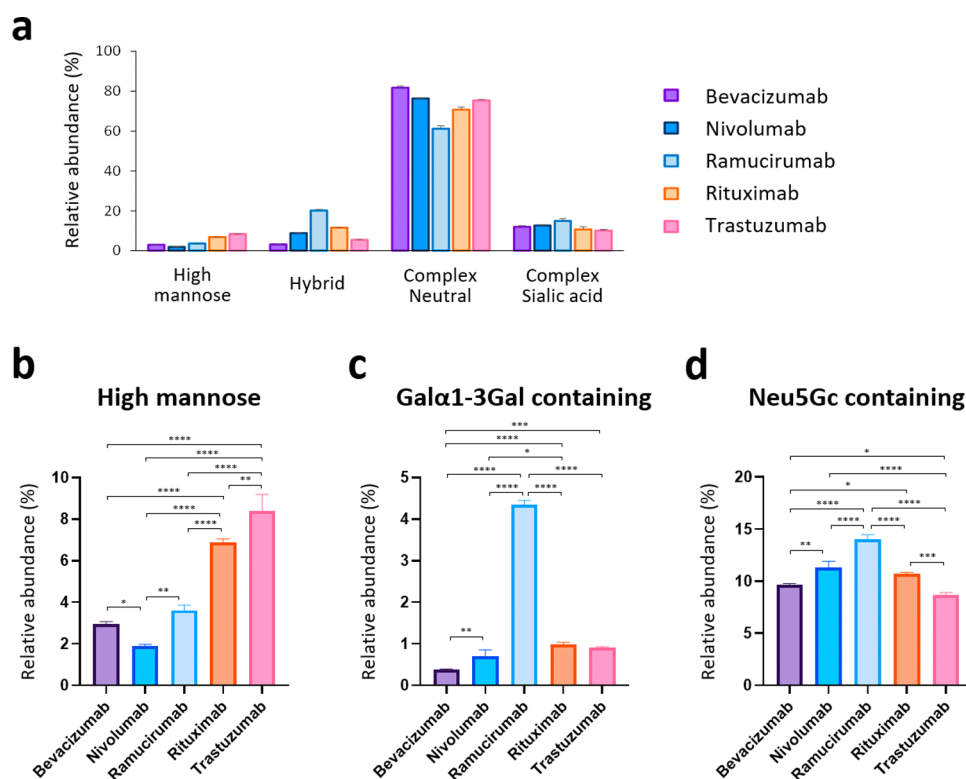 a
Relative abundance (%)
100
80
60
40
20
0
High
mannose
Hybrid
Complex
Neutral
Complex
Sialic acid
Bevacizumab
Nivolumab
Ramucirumab
Rituximab
Trastuzumab
b
High mannose
Relative abundance (%)
10
8
6
4
2
0
****
****
****
**
****
****
****
*
**
Bevacizumab
Nivolumab
Ramucirumab
Rituximab
Trastuzumab
c
Galα1-3Gal containing
Relative abundance (%)
5
4
3
2
1
0
***
****
*
****
****
****
****
**
Bevacizumab
Nivolumab
Ramucirumab
Rituximab
Trastuzumab
d
Neu5Gc containing
Relative abundance (%)
20
15
10
5
0
*
****
*
****
****
****
****
**
***
Bevacizumab
Nivolumab
Ramucirumab
Rituximab
Trastuzumab